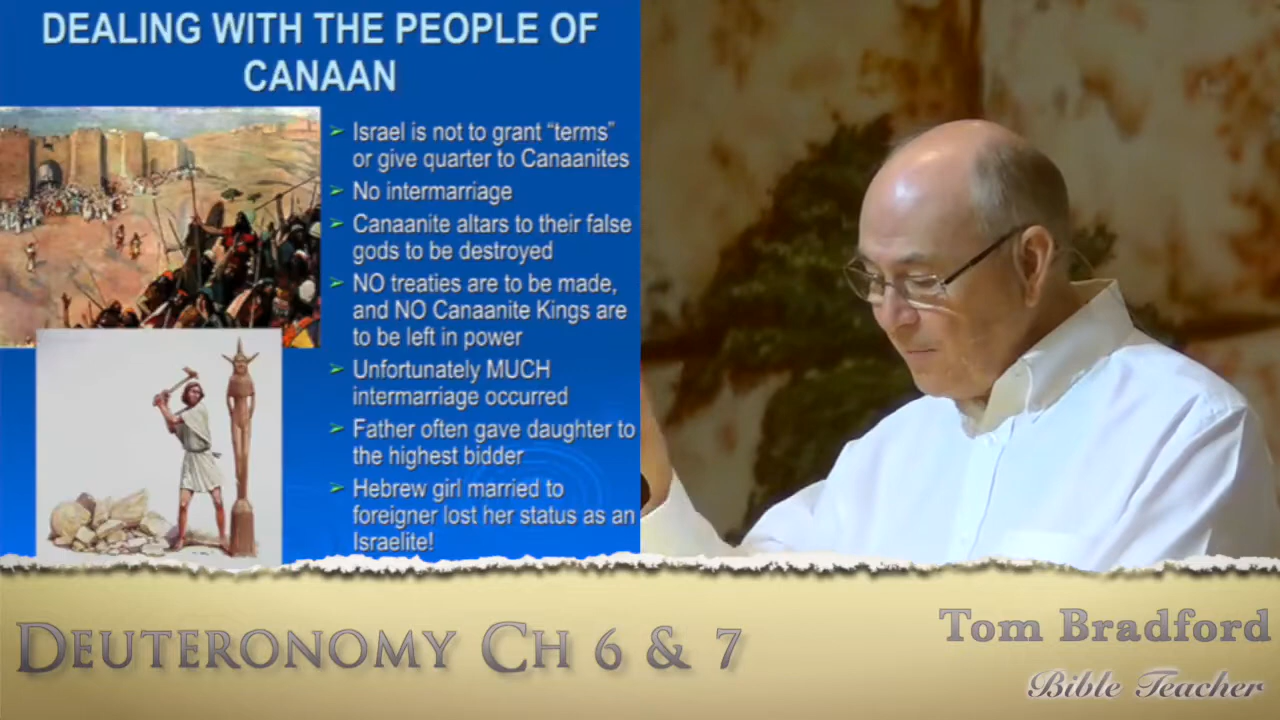 DEALING WITH THE PEOPLE OF
CANAAN
➢ Israel is not to grant “terms”
or give quarter to Canaanites
➢ No intermarriage
➢ Canaanite altars to their false
gods to be destroyed
➢ NO treaties are to be made,
and NO Canaanite Kings are
to be left in power
➢ Unfortunately MUCH
intermarriage occurred
➢ Father often gave daughter to
the highest bidder
➢ Hebrew girl married to
foreigner lost her status as an
Israelite!
DEUTERONOMY CH 6 & 7
Tom Bradford
Bible Teacher